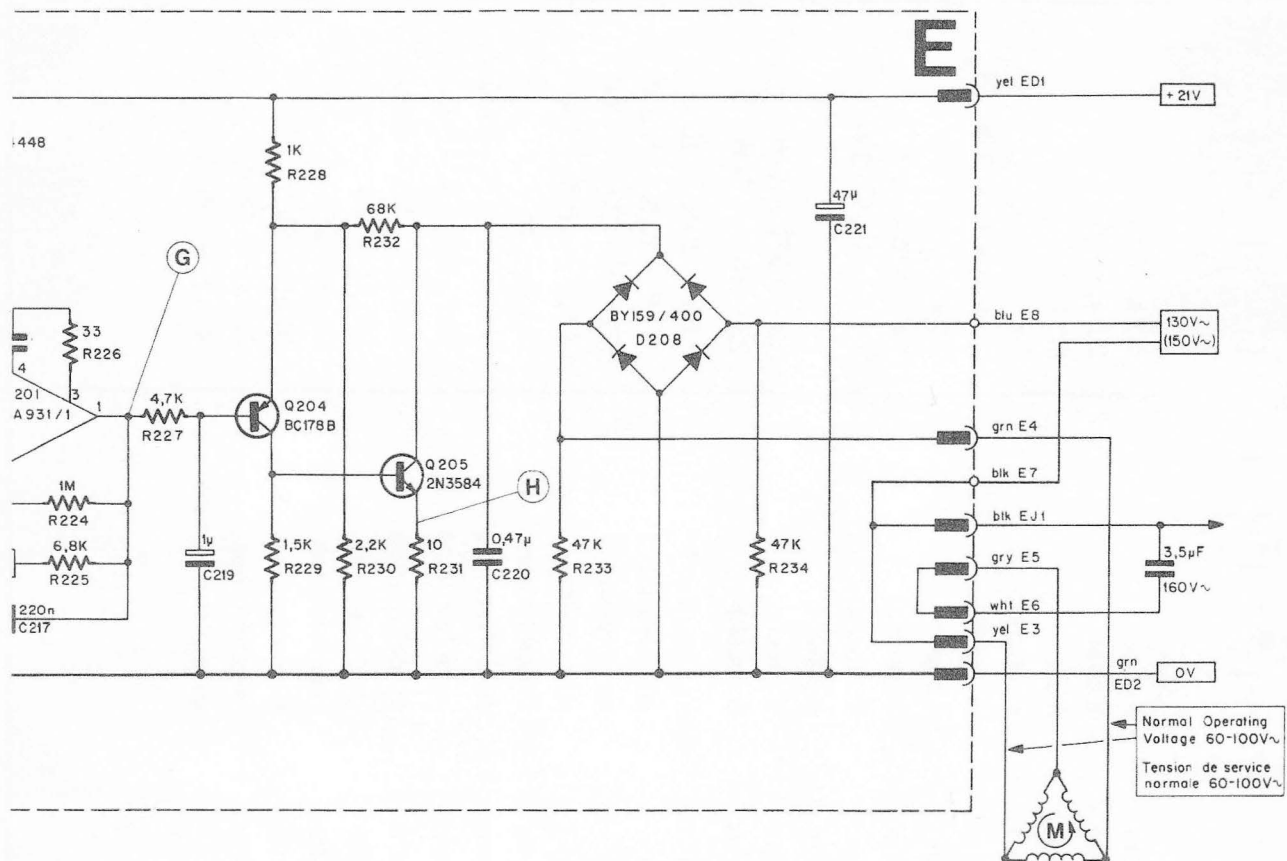 E
yel ED1
+21V
448
1K
R228
68K
R232
47µ
C221
G
33
R226
4
201
3
A931/1
1
4,7K
R227
Q204
BC178B
BY159/400
D208
blu E8
130V~
(150V~)
grn E4
Q205
2N3584
H
blk E7
1M
R224
6,8K
R225
blk EJ1
1µ
C219
1,5K
R229
2,2K
R230
10
R231
0,47µ
C220
47K
R233
47K
R234
gry E5
3,5µF
160V~
wht E6
220n
C217
yel E3
grn
ED2
0V
Normal Operating
Voltage 60-100V~
Tension de service
normale 60-100V~
M